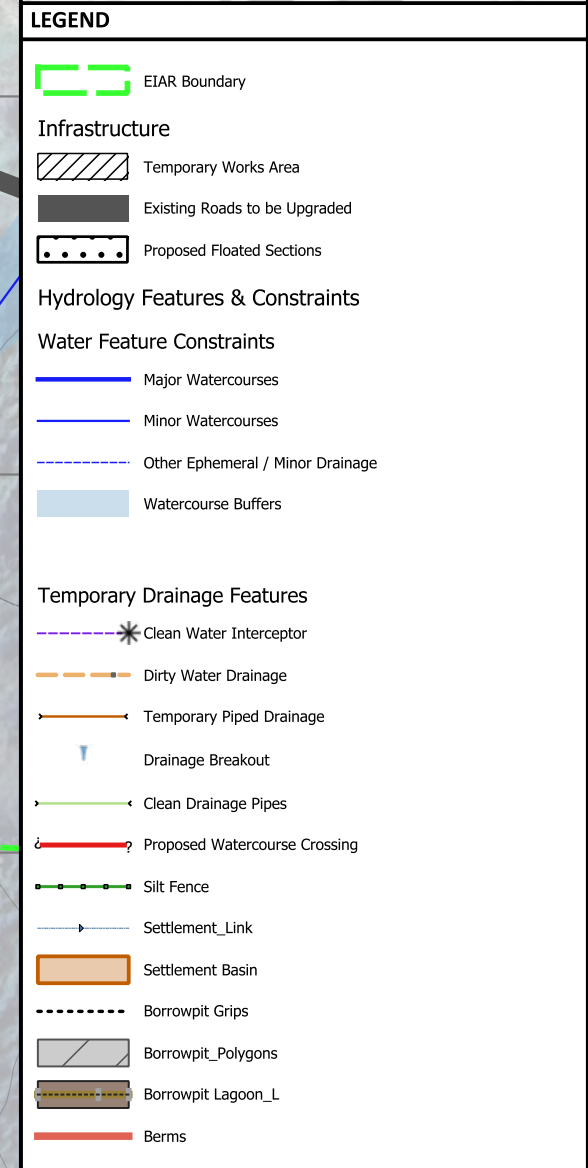 LEGEND
EIAR Boundary
Infrastructure
Temporary Works Area
Existing Roads to be Upgraded
Proposed Floated Sections
Hydrology Features & Constraints
Water Feature Constraints
Major Watercourses
Minor Watercourses
Other Ephemeral / Minor Drainage
Watercourse Buffers
Temporary Drainage Features
Clean Water Interceptor
Dirty Water Drainage
Temporary Piped Drainage
Drainage Breakout
Clean Drainage Pipes
¿ ? Proposed Watercourse Crossing
Silt Fence
Settlement_Link
Settlement Basin
Borrowpit Grips
Borrowpit_Polygons
Borrowpit Lagoon_L
Berms